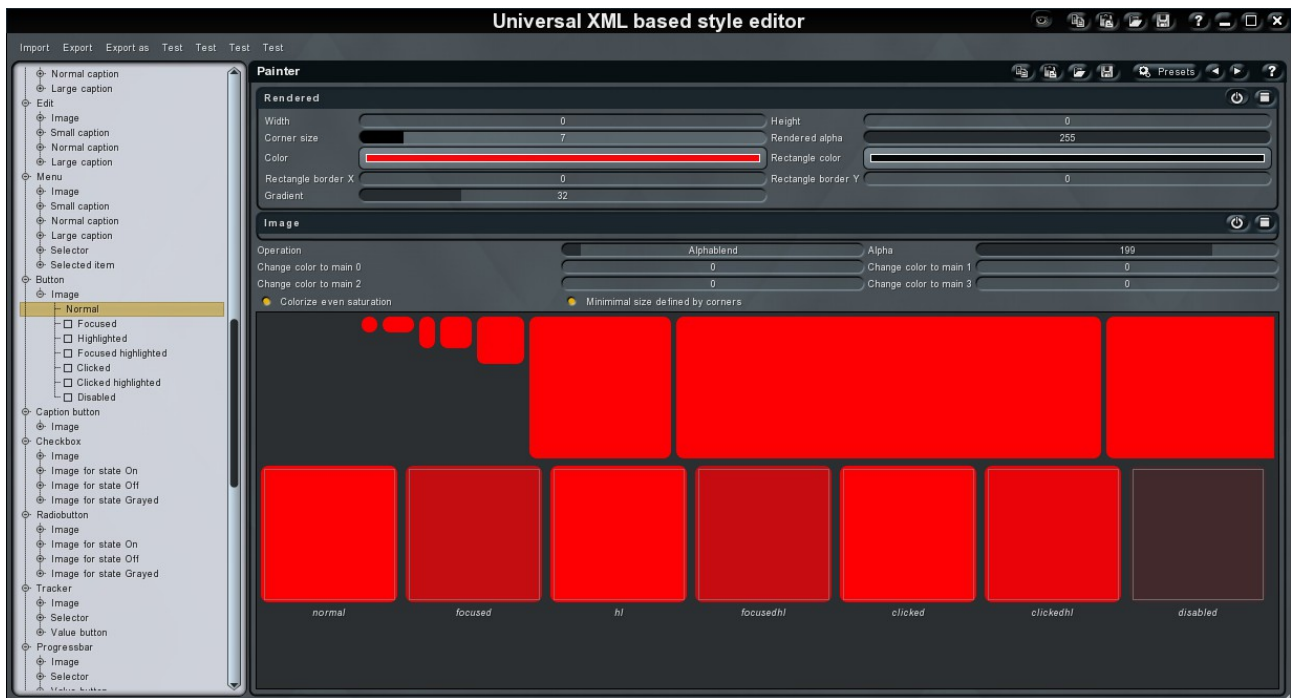 Universal XML based style editor
Import Export Export as Test Test Test Test
Normal caption
Large caption
Edit
Image
Small caption
Normal caption
Large caption
Menu
Image
Small caption
Normal caption
Large caption
Selector
Selected item
Button
Image
Normal
Focused
Highlighted
Focused highlighted
Clicked
Clicked highlighted
Disabled
Caption button
Image
Checkbox
Image
Image for state On
Image for state Off
Image for state Grayed
Radiobutton
Image
Image for state On
Image for state Off
Image for state Grayed
Tracker
Image
Selector
Value button
Progressbar
Image
Selector
Value button
Painter Presets ?
Rendered
Width 0 Height 0
Corner size 7 Rendered alpha 255
Color Rectangle color
Rectangle border X 0 Rectangle border Y 0
Gradient 32
Image
Operation Alphablend Alpha 199
Change color to main 0 0 Change color to main 1 0
Change color to main 2 0 Change color to main 3 0
Colorize even saturation Minimimal size defined by corners
normal focused hl focusedhl clicked clickedhl disabled